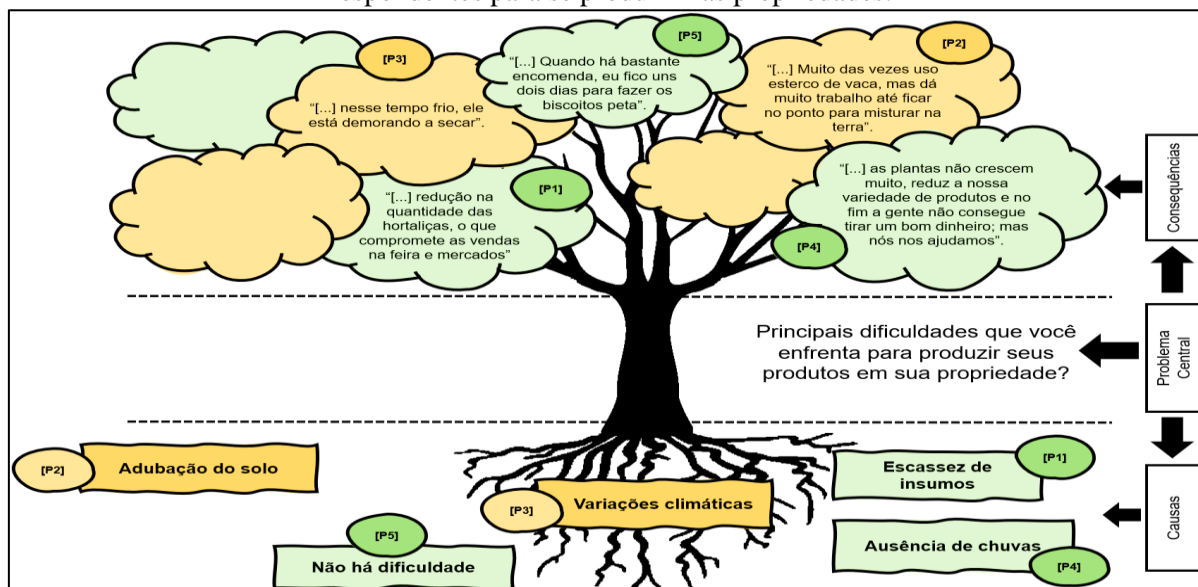 [P3]
“[...] nesse tempo frio, ele
está demorando a secar”.
[P5]
“[...] Quando há bastante
encomenda, eu fico uns
dois dias para fazer os
biscoitos peta”.
[P2]
“[...] Muito das vezes uso
esterco de vaca, mas dá
muito trabalho até ficar
no ponto para misturar na
terra”.
[P1]
“[...] redução na
quantidade das
hortaliças, o que
compromete as vendas
na feira e mercados”
“[...] as plantas não crescem
muito, reduz a nossa
variedade de produtos e no
fim a gente não consegue
tirar um bom dinheiro; mas
nós nos ajudamos”.
[P4]
Consequências
Principais dificuldades que você
enfrenta para produzir seus
produtos em sua propriedade?
Problema
Central
[P2]
Adubação do solo
[P3]
Variações climáticas
[P5]
Não há dificuldade
Escassez de
insumos
[P1]
Ausência de chuvas
[P4]
Causas